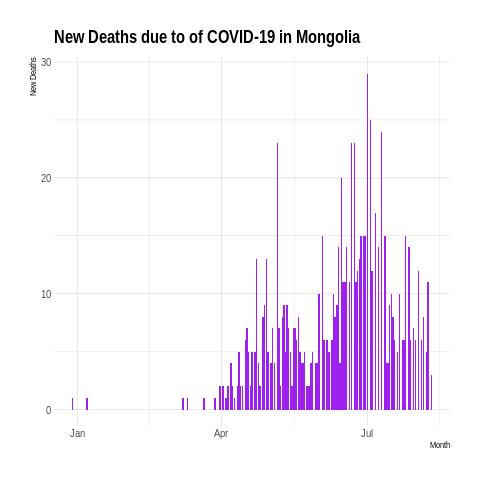 New Deaths due to of COVID-19 in Mongolia
New Deaths
30
20
10
0
Jan Apr Jul
Month